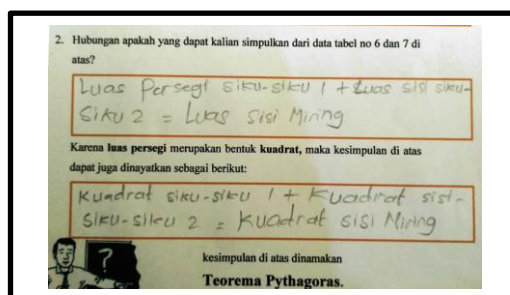 2. Hubungan apakah yang dapat kalian simpulkan dari data tabel no 6 dan 7 di
atas?
Luas Persegi siku-siku 1 + Luas sisi siku-
Siku 2 = Luas Sisi Miring
Karena luas persegi merupakan bentuk kuadrat, maka kesimpulan di atas
dapat juga dinayatkan sebagai berikut:
Kuadrat siku-siku 1 + Kuadrat sisi-
siku-siku 2 = Kuadrat sisi Miring
?
kesimpulan di atas dinamakan
Teorema Pythagoras.